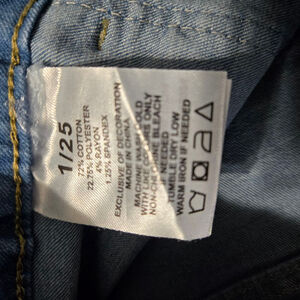 1/25
72% COTTON
22.75% POLYESTER
4% RAYON
1.25% SPANDEX
EXCLUSIVE OF DECORATION
MADE IN CHINA
MACHINE WASH COLD
WITH LIKE COLORS ONLY
NON-CHLORINE BLEACH
NEEDED
TUMBLE DRY LOW
WARM IRON IF NEEDED